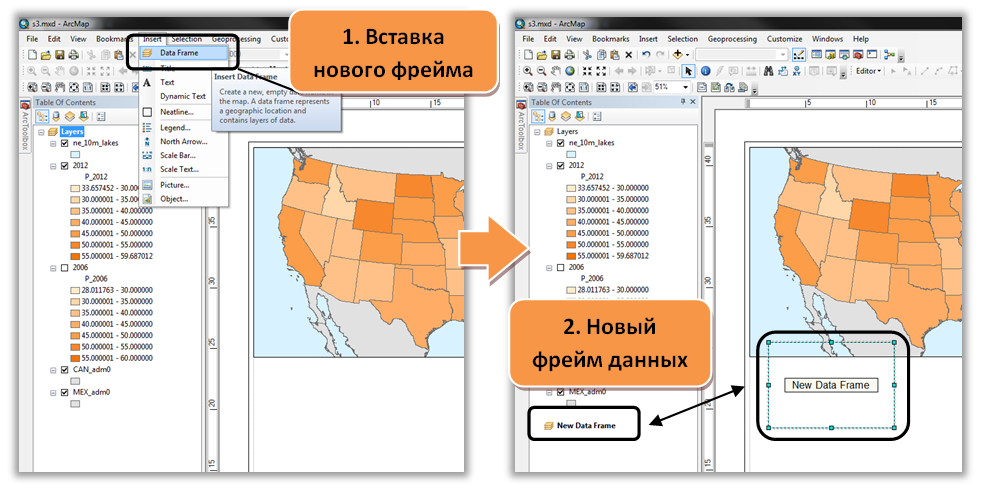 s3.mxd - ArcMap
File Edit View Bookmarks Insert Selection Geoprocessing Custom
Data Frame
Title
Text
Dynamic Text
Neatline...
Legend...
North Arrow...
Scale Bar...
Scale Text...
1:n
Picture...
Object...
Insert Data Frame
Create a new, empty
the map. A data frame represents
a geographic location and
contains layers of data.
1. Вставка
нового фрейма
Table Of Contents
ArcToolbox
Layers
ne_10m_lakes
2012
P_2012
33.657452 - 30.000000
30.000001 - 35.000000
35.000001 - 40.000000
40.000001 - 45.000000
45.000001 - 50.000000
50.000001 - 55.000000
55.000001 - 59.687012
2006
P_2006
28.011763 - 30.000000
30.000001 - 35.000000
35.000001 - 40.000000
40.000001 - 45.000000
45.000001 - 50.000000
50.000001 - 55.000000
55.000001 - 60.000000
CAN_adm0
MEX_adm0
10 15
35
30
25
20
15
s3.mxd - ArcMap
File Edit View Bookmarks Insert Selection Geoprocessing Customize Windows Help
Editor
51%
Table Of Contents
ArcToolbox
Layers
ne_10m_lakes
2012
P_2012
33.657452 - 30.000000
30.000001 - 35.000000
35.000001 - 40.000000
40.000001 - 45.000000
45.000001 - 50.000000
50.000001 - 55.000000
55.000001 - 59.687012
2006
P_2006
28.011763 - 30.000000
MEX_adm0
New Data Frame
5 10 15
40
35
30
25
20
15
2. Новый
фрейм данных
New Data Frame